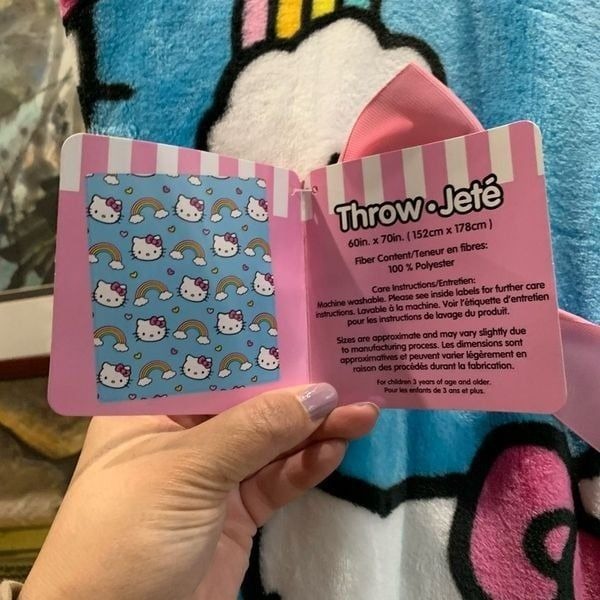 Throw • Jeté
60in. x 70in. ( 152cm x 178cm )
Fiber Content/Teneur en fibres:
100 % Polyester
Care Instructions/Entretien:
Machine washable. Please see inside labels for further care
instructions. Lavable à la machine. Voir l'étiquette d'entretien
pour les instructions de lavage du produit.
Sizes are approximate and may vary slightly due
to manufacturing process. Les dimensions sont
approximatives et peuvent varier légèrement en
raison des procédés durant la fabrication.
For children 3 years of age and older.
Pour les enfants de 3 ans et plus.